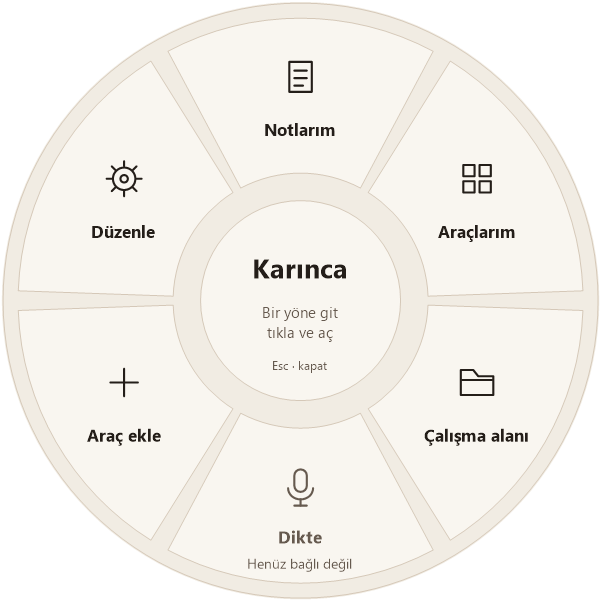 Notlarım
Düzenle
Araçlarım
Karınca
Bir yöne git
tıkla ve aç
Esc · kapat
Araç ekle
Çalışma alanı
Dikte
Henüz bağlı değil